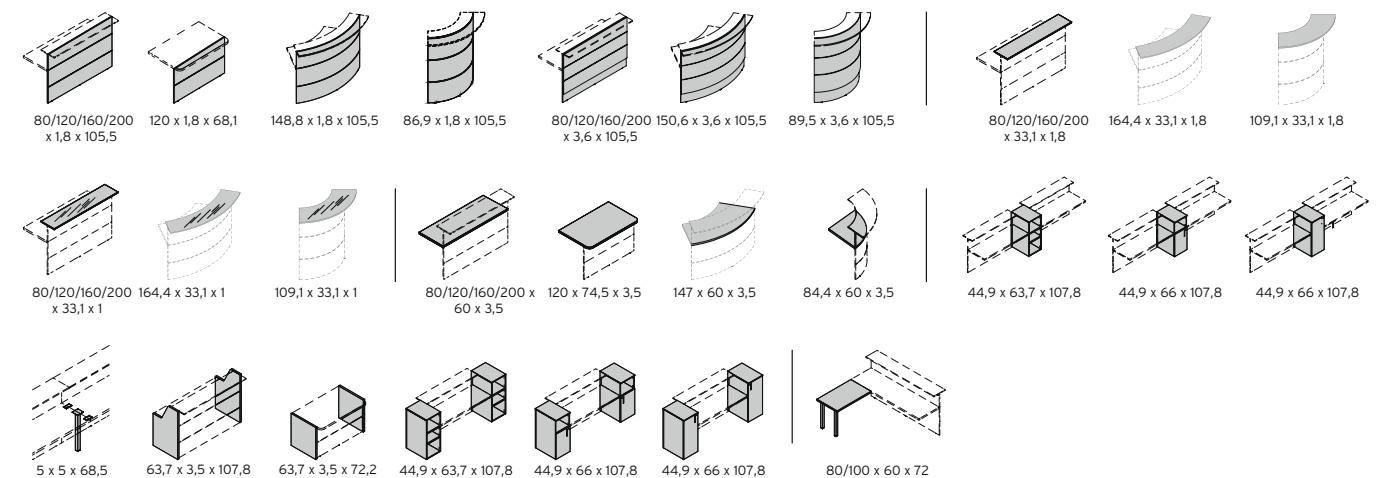 80/120/160/200
x 1,8 x 105,5
120 x 1,8 x 68,1
148,8 x 1,8 x 105,5
86,9 x 1,8 x 105,5
80/120/160/200
x 3,6 x 105,5
150,6 x 3,6 x 105,5
89,5 x 3,6 x 105,5
80/120/160/200
x 33,1 x 1,8
164,4 x 33,1 x 1,8
109,1 x 33,1 x 1,8
80/120/160/200
x 33,1 x 1
164,4 x 33,1 x 1
109,1 x 33,1 x 1
80/120/160/200 x
60 x 3,5
120 x 74,5 x 3,5
147 x 60 x 3,5
84,4 x 60 x 3,5
44,9 x 63,7 x 107,8
44,9 x 66 x 107,8
44,9 x 66 x 107,8
5 x 5 x 68,5
63,7 x 3,5 x 107,8
63,7 x 3,5 x 72,2
44,9 x 63,7 x 107,8
44,9 x 66 x 107,8
44,9 x 66 x 107,8
80/100 x 60 x 72